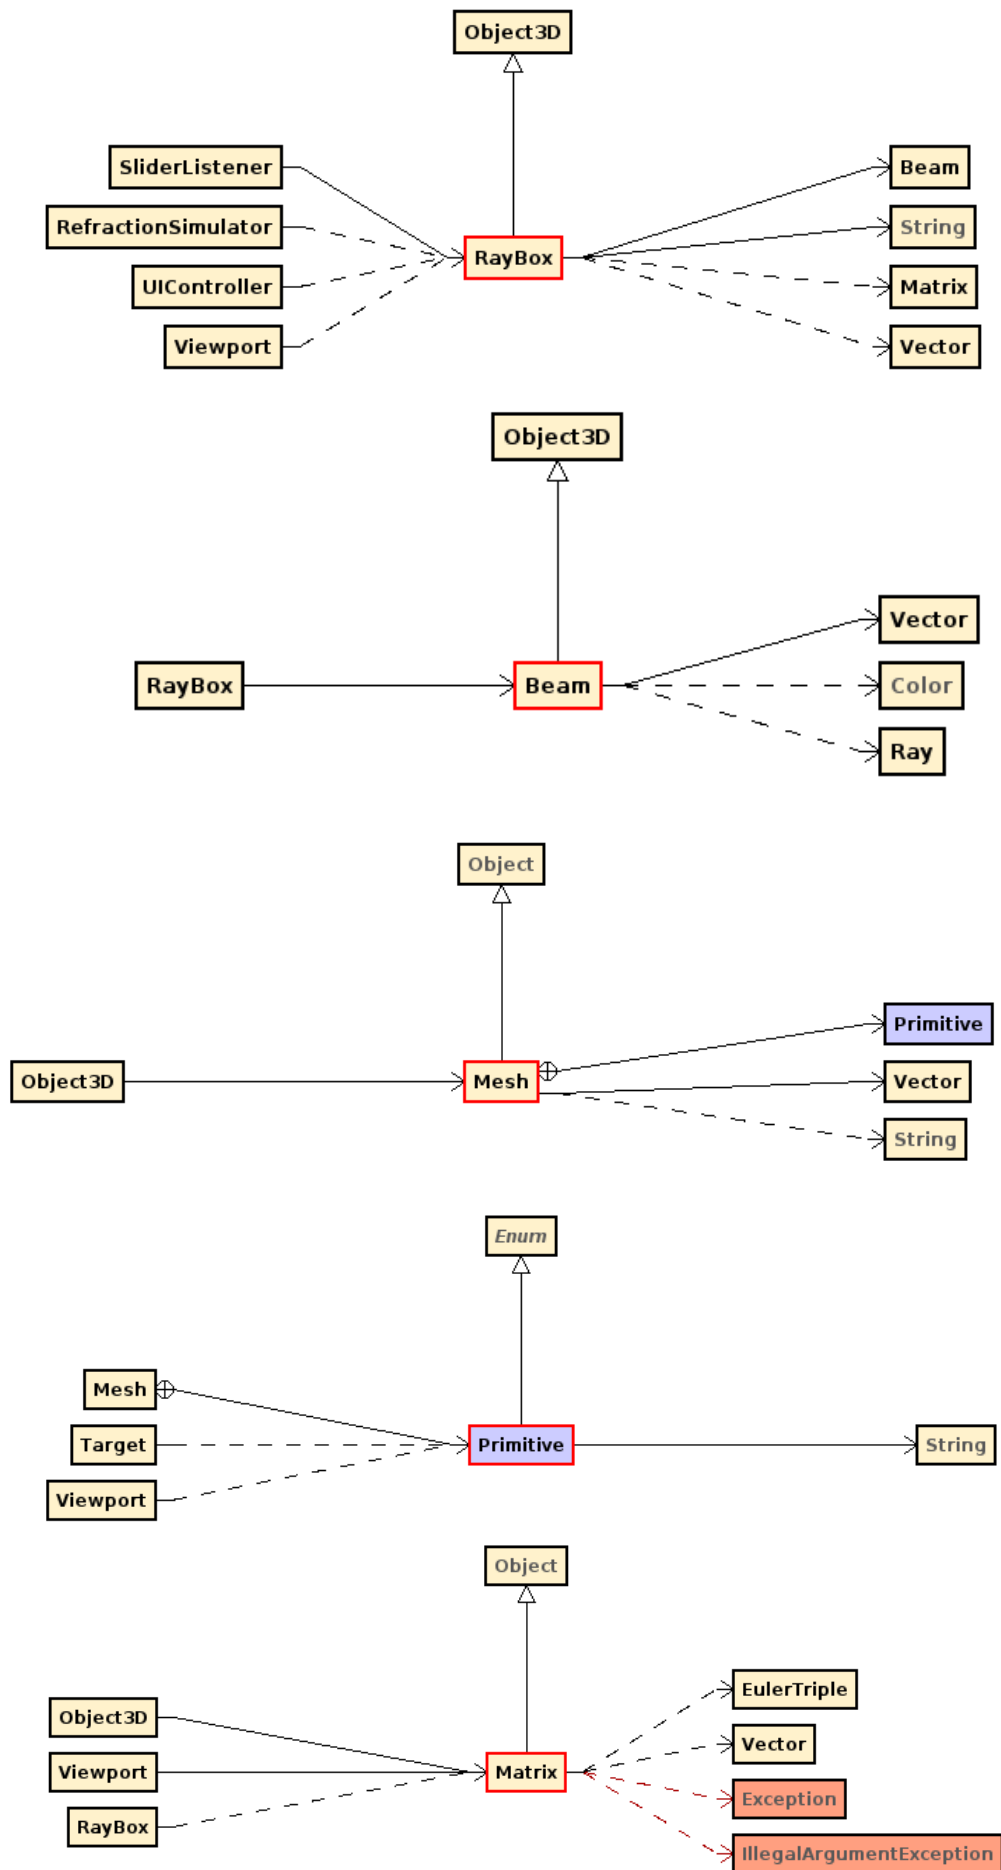 Object3D
SliderListener
Beam
RefractionSimulator
String
RayBox
UIController
Matrix
Viewport
Vector
Object3D
Vector
RayBox
Beam
Color
Ray
Object
Primitive
Object3D
Mesh
Vector
String
Enum
Mesh
Target
Primitive
String
Viewport
Object
EulerTriple
Object3D
Vector
Viewport
Matrix
Exception
RayBox
IllegalArgumentException